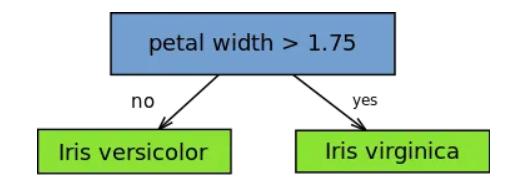 petal width > 1.75
no
yes
Iris versicolor
Iris virginica